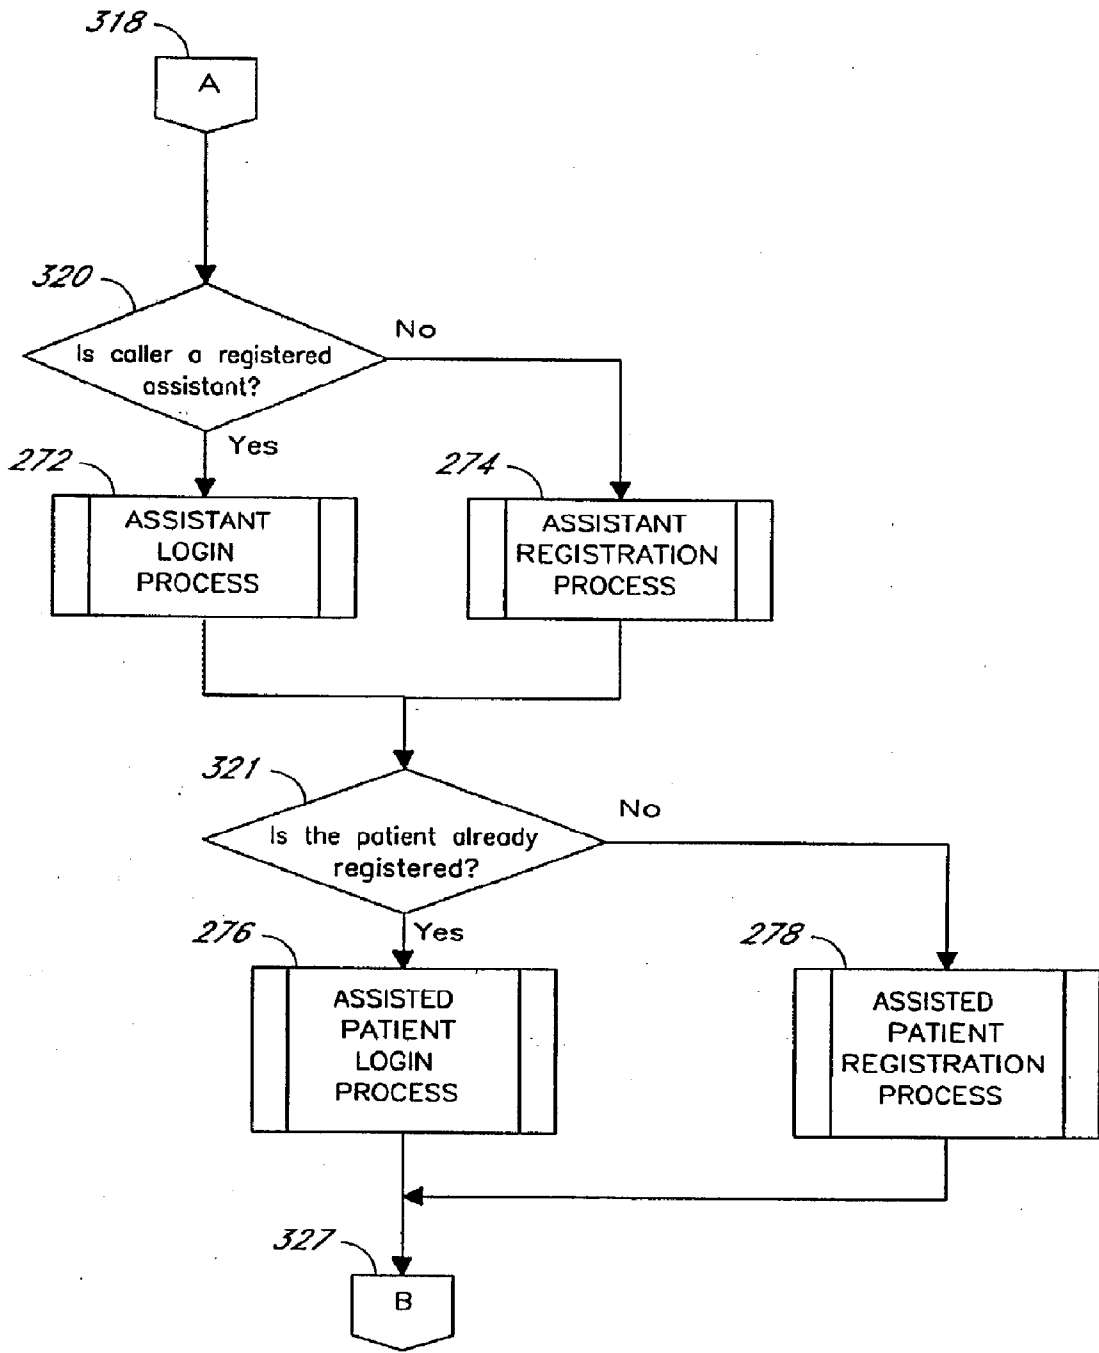 318
A
320
No
Is caller a registered
assistant?
Yes
272
274
ASSISTANT
LOGIN
PROCESS
ASSISTANT
REGISTRATION
PROCESS
321
No
Is the patient already
registered?
Yes
276
278
ASSISTED
PATIENT
LOGIN
PROCESS
ASSISTED
PATIENT
REGISTRATION
PROCESS
327
B